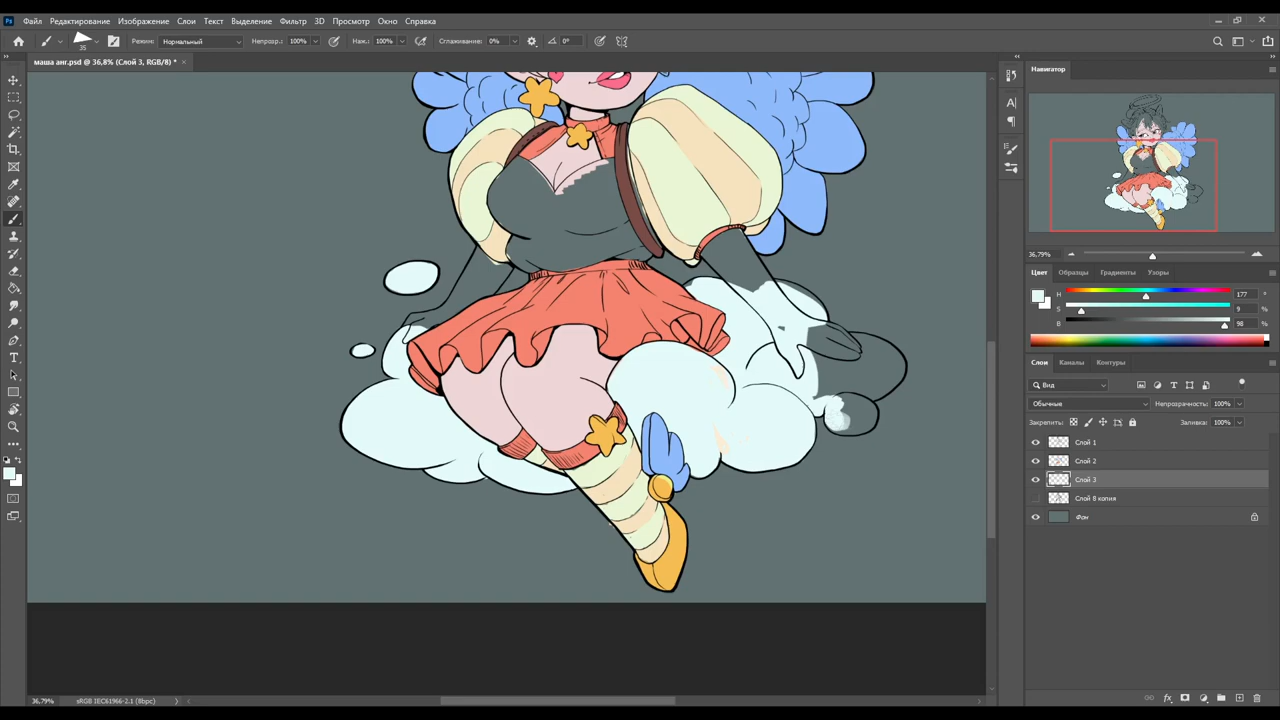 Ps Файл Редактирование Изображение Слои Текст Выделение Фильтр 3D Просмотр Окно Справка
35 Режим: Нормальный Непрозр.: 100% Наж.: 100% Сглаживание: 0% 0°
маша анг.psd @ 36,8% (Слой 3, RGB/8) * ×
Навигатор
36,79%
Цвет Образцы Градиенты Узоры
H 177 °
S 9 %
B 98 %
Слои Каналы Контуры
Вид
Обычные Непрозрачность: 100%
Закрепить: Заливка: 100%
Слой 1
Слой 2
Слой 3
Слой 8 копия
Фон
36,79% sRGB IEC61966-2.1 (8bpc)